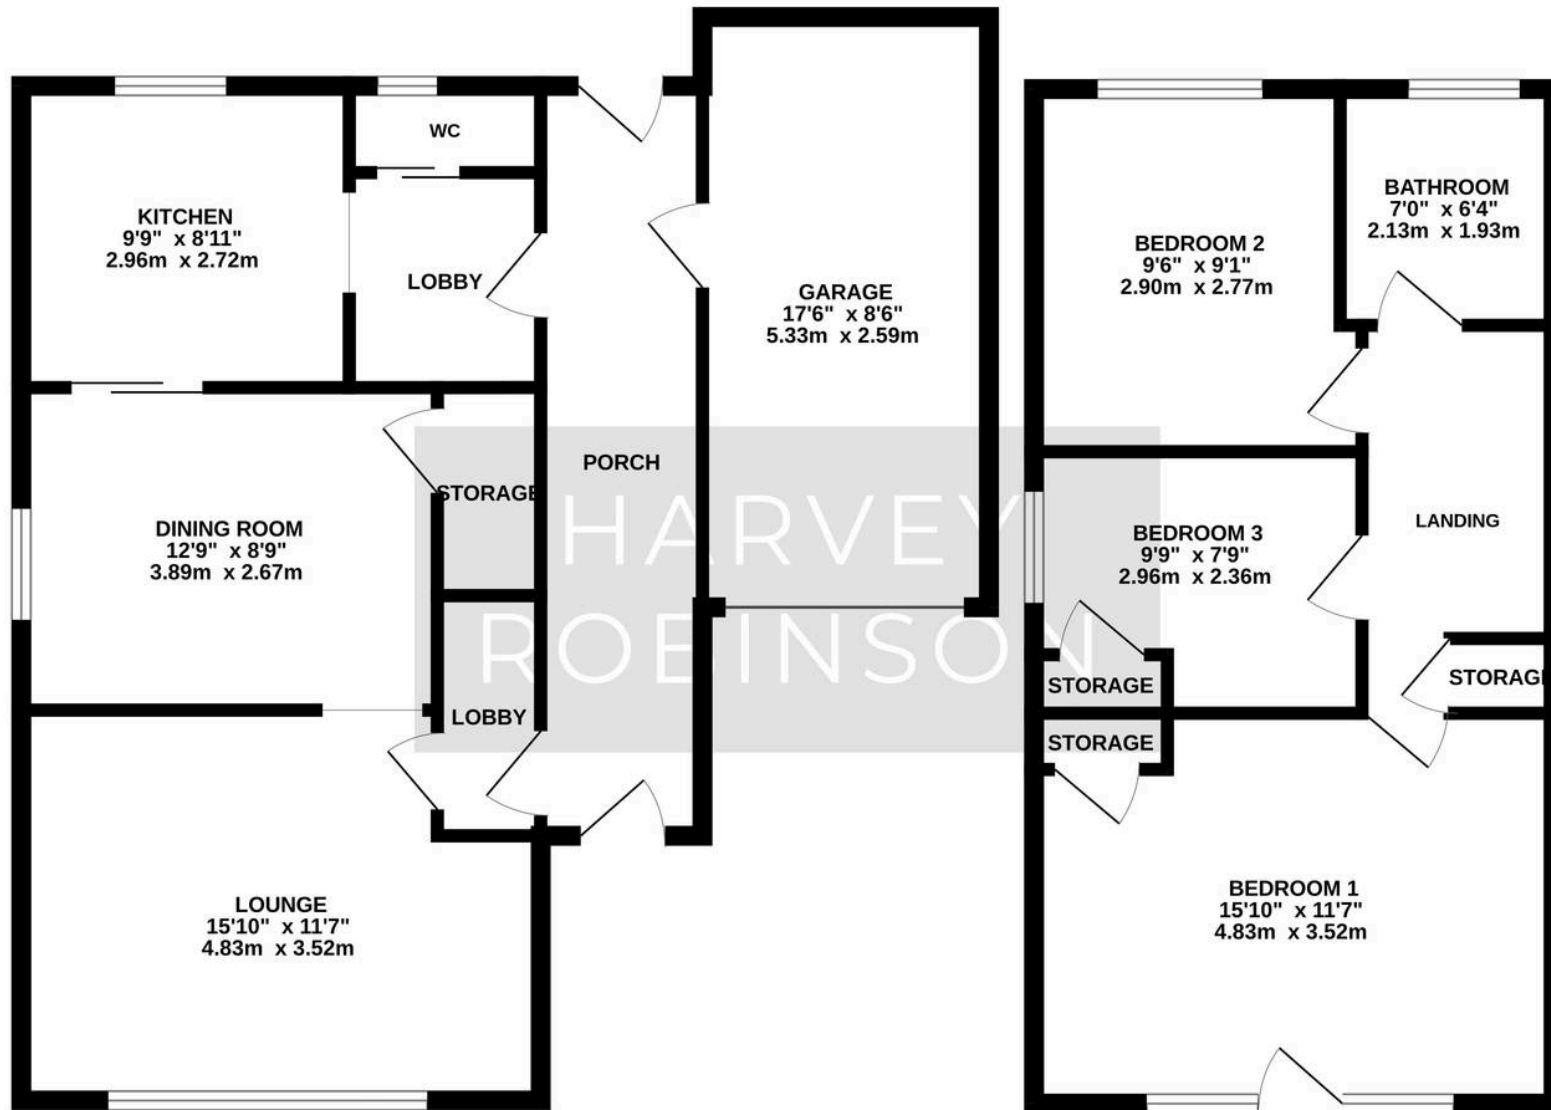 WC
KITCHEN
9'9" x 8'11"
2.96m x 2.72m
LOBBY
DINING ROOM
12'9" x 8'9"
3.89m x 2.67m
STORAGE
LOBBY
LOUNGE
15'10" x 11'7"
4.83m x 3.52m
PORCH
GARAGE
17'6" x 8'6"
5.33m x 2.59m
HARVEY
ROBINSON
BATHROOM
7'0" x 6'4"
2.13m x 1.93m
BEDROOM 2
9'6" x 9'1"
2.90m x 2.77m
LANDING
BEDROOM 3
9'9" x 7'9"
2.96m x 2.36m
STORAGE
STORAGE
STORAGE
BEDROOM 1
15'10" x 11'7"
4.83m x 3.52m